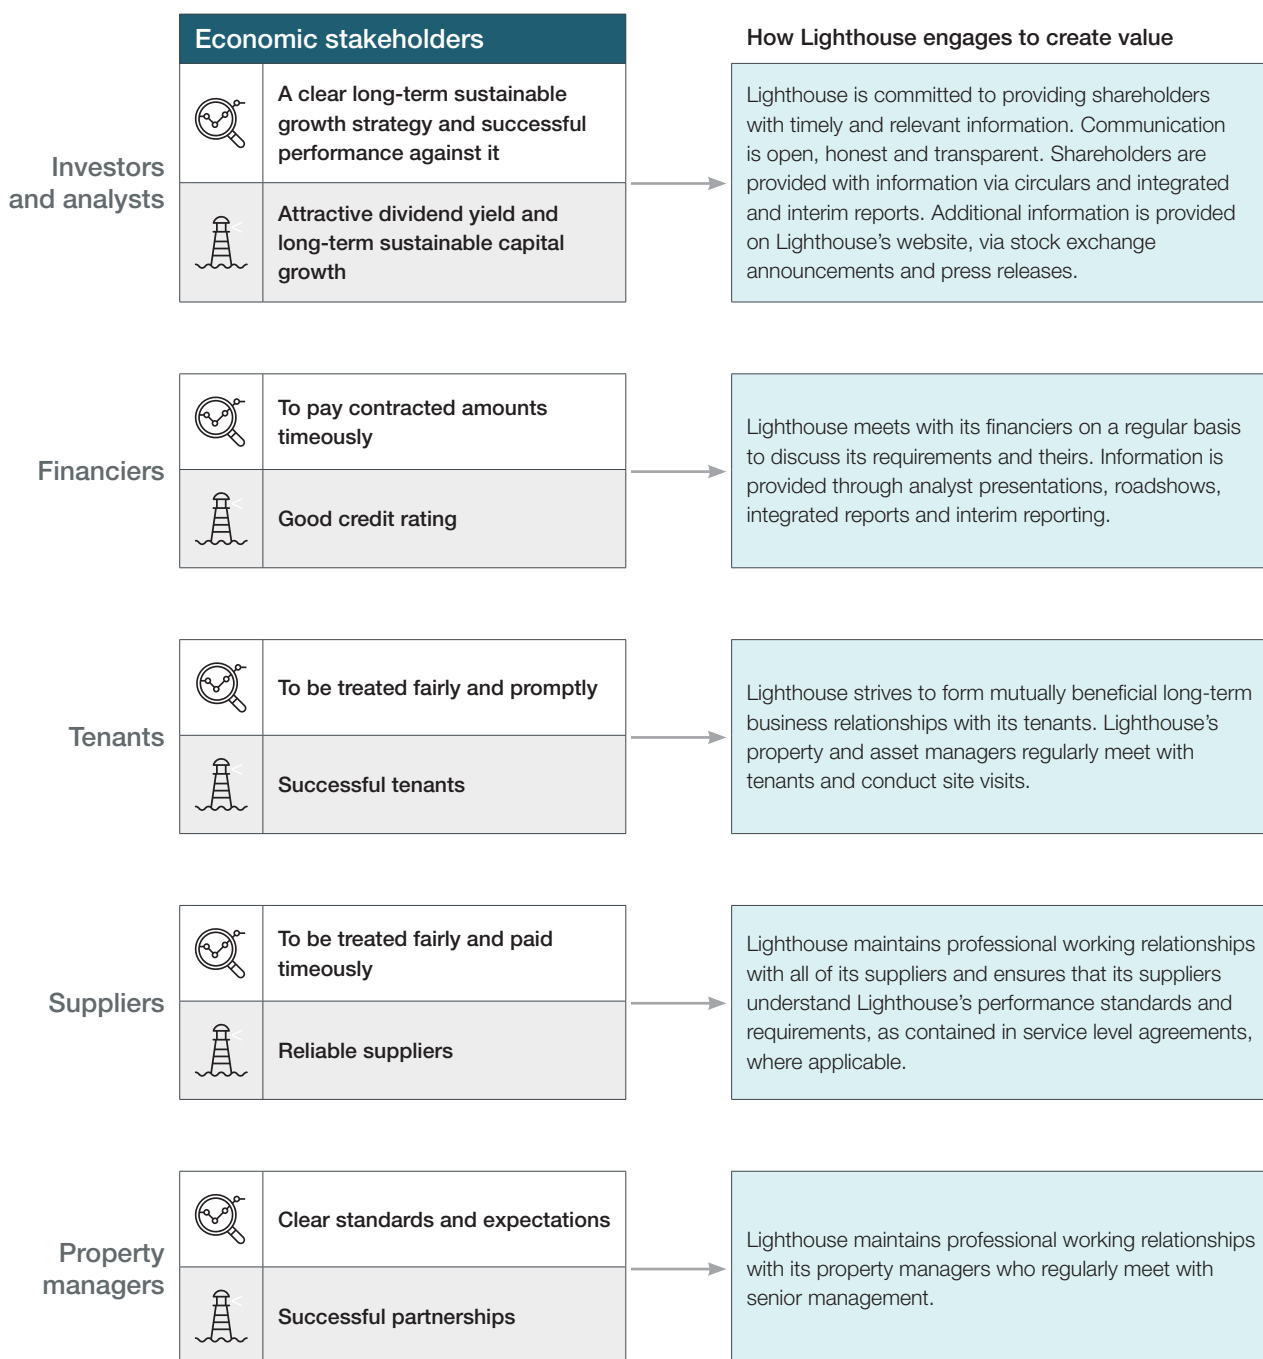 Economic stakeholders
How Lighthouse engages to create value
Investors
and analysts
A clear long-term sustainable
growth strategy and successful
performance against it
Attractive dividend yield and
long-term sustainable capital
growth
Lighthouse is committed to providing shareholders
with timely and relevant information. Communication
is open, honest and transparent. Shareholders are
provided with information via circulars and integrated
and interim reports. Additional information is provided
on Lighthouse’s website, via stock exchange
announcements and press releases.
Financiers
To pay contracted amounts
timeously
Good credit rating
Lighthouse meets with its financiers on a regular basis
to discuss its requirements and theirs. Information is
provided through analyst presentations, roadshows,
integrated reports and interim reporting.
Tenants
To be treated fairly and promptly
Successful tenants
Lighthouse strives to form mutually beneficial long-term
business relationships with its tenants. Lighthouse’s
property and asset managers regularly meet with
tenants and conduct site visits.
Suppliers
To be treated fairly and paid
timeously
Reliable suppliers
Lighthouse maintains professional working relationships
with all of its suppliers and ensures that its suppliers
understand Lighthouse’s performance standards and
requirements, as contained in service level agreements,
where applicable.
Property
managers
Clear standards and expectations
Successful partnerships
Lighthouse maintains professional working relationships
with its property managers who regularly meet with
senior management.